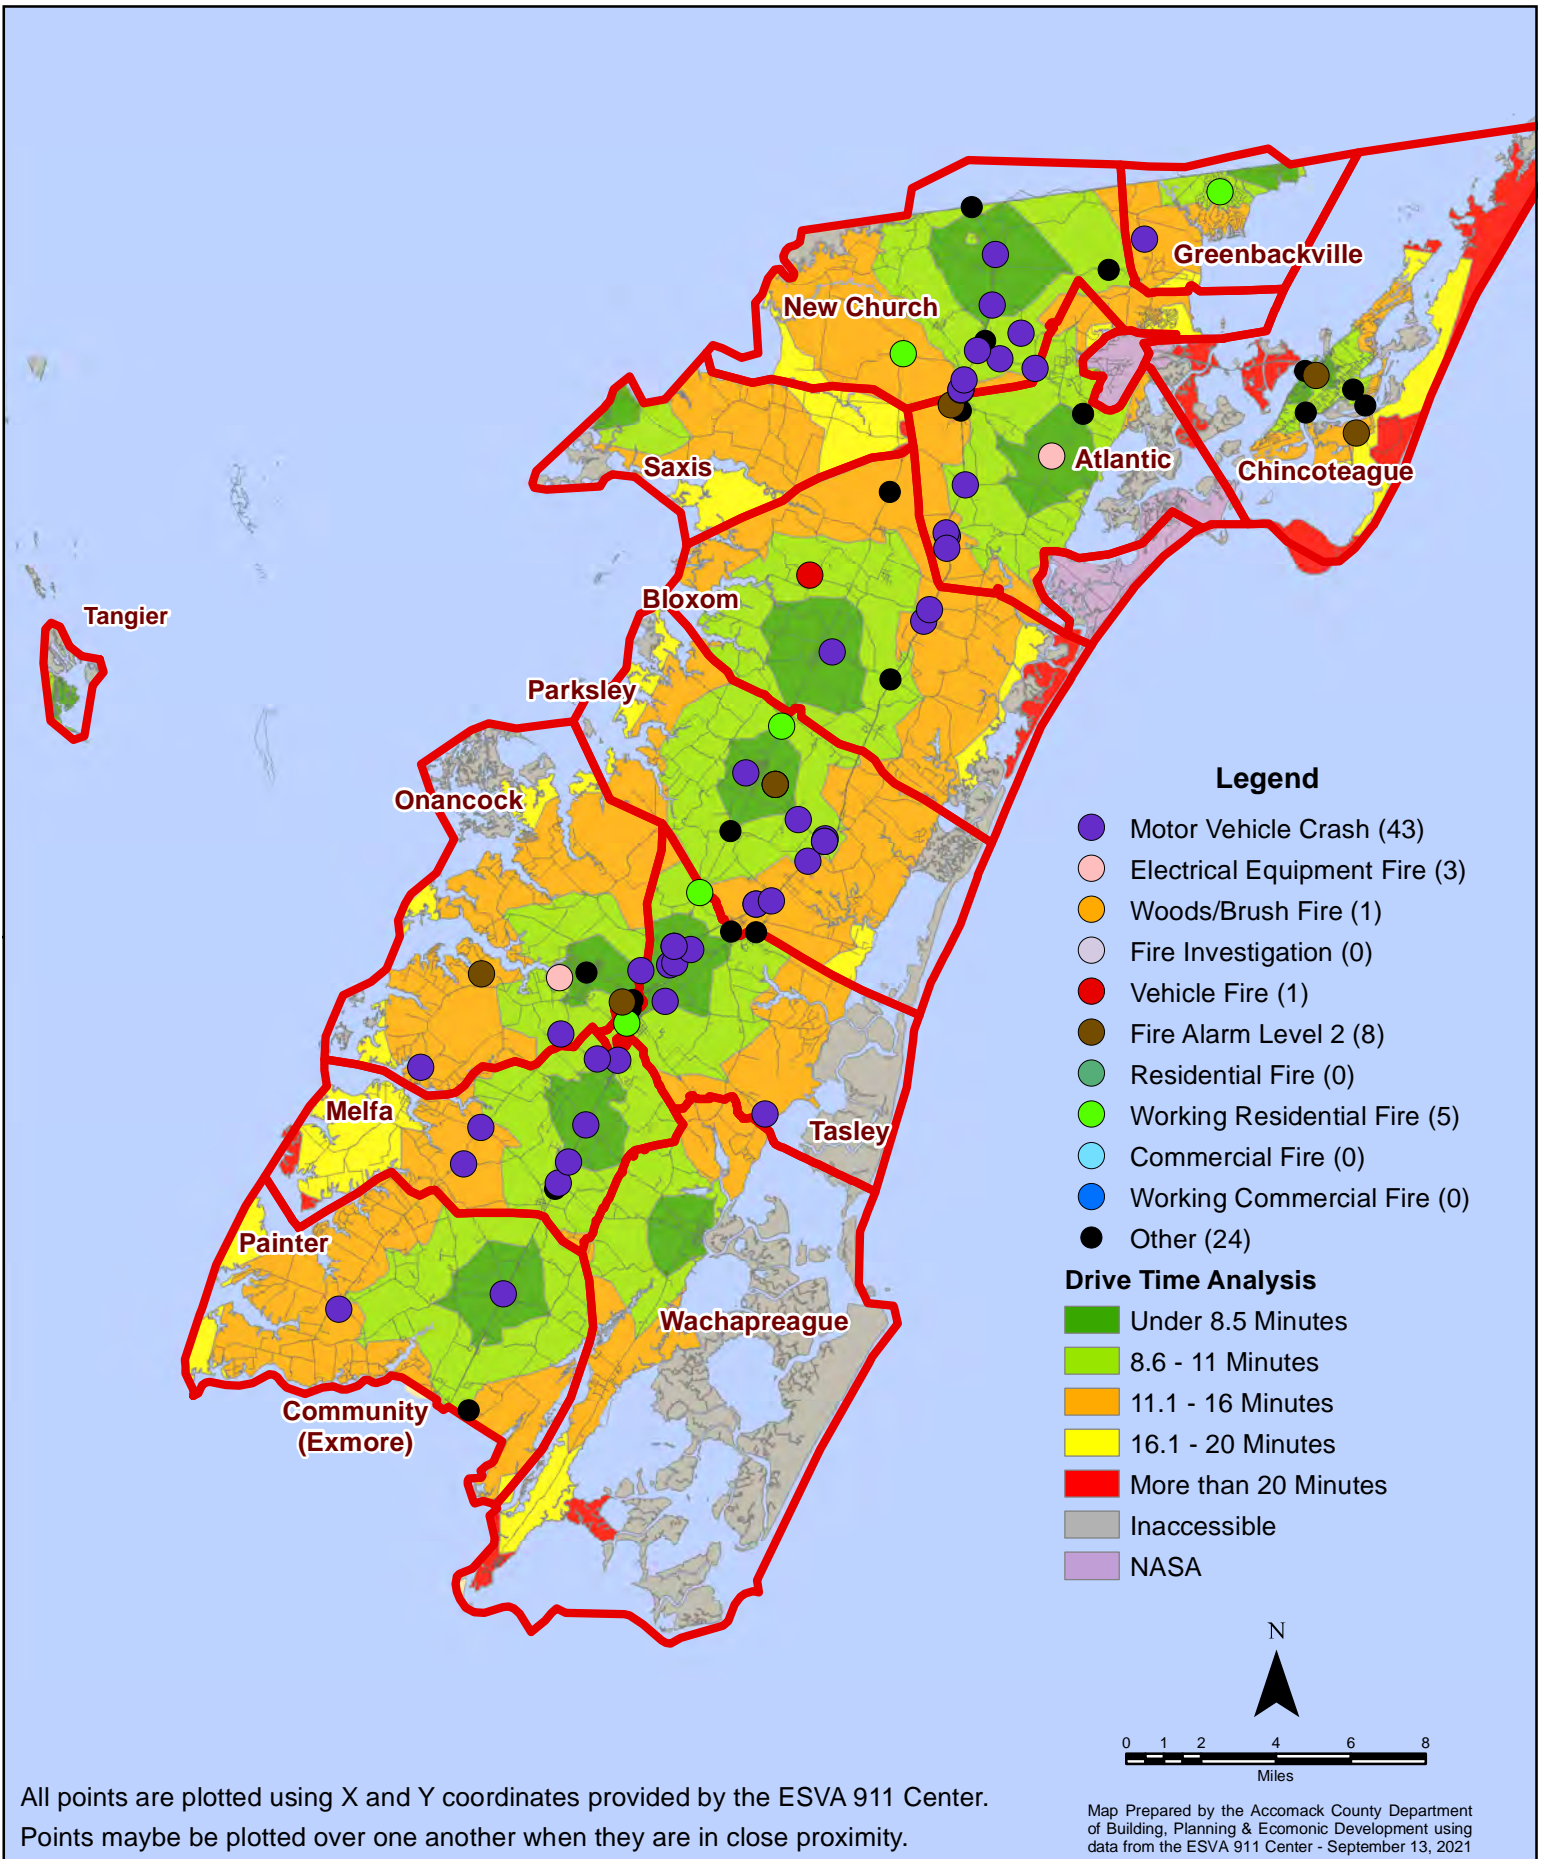 Greenbackville
New Church
Atlantic
Chincoteague
Saxis
Bloxom
Tangier
Parksley
Onancock
Melfa
Tasley
Painter
Wachapreague
Community
(Exmore)
Legend
Motor Vehicle Crash (43)
Electrical Equipment Fire (3)
Woods/Brush Fire (1)
Fire Investigation (0)
Vehicle Fire (1)
Fire Alarm Level 2 (8)
Residential Fire (0)
Working Residential Fire (5)
Commercial Fire (0)
Working Commercial Fire (0)
Other (24)
Drive Time Analysis
Under 8.5 Minutes
8.6 - 11 Minutes
11.1 - 16 Minutes
16.1 - 20 Minutes
More than 20 Minutes
Inaccessible
NASA
N
0 1 2 4 6 8
Miles
All points are plotted using X and Y coordinates provided by the ESVA 911 Center.
Points maybe be plotted over one another when they are in close proximity.
Map Prepared by the Accomack County Department
of Building, Planning & Ecomonic Development using
data from the ESVA 911 Center - September 13, 2021